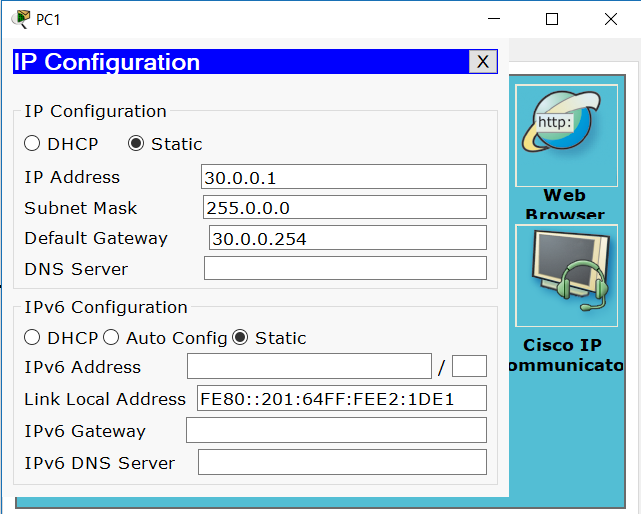 PC1
IP Configuration X
IP Configuration
DHCP Static
IP Address 30.0.0.1
Subnet Mask 255.0.0.0
Default Gateway 30.0.0.254
DNS Server
IPv6 Configuration
DHCP Auto Config Static
IPv6 Address /
Link Local Address FE80::201:64FF:FEE2:1DE1
IPv6 Gateway
IPv6 DNS Server
http:
Web
Browser
Cisco IP
ommunicato